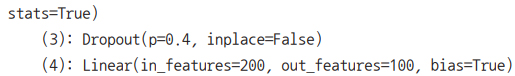 stats=True)
(3): Dropout(p=0.4, inplace=False)
(4): Linear(in_features=200, out_features=100, bias=True)